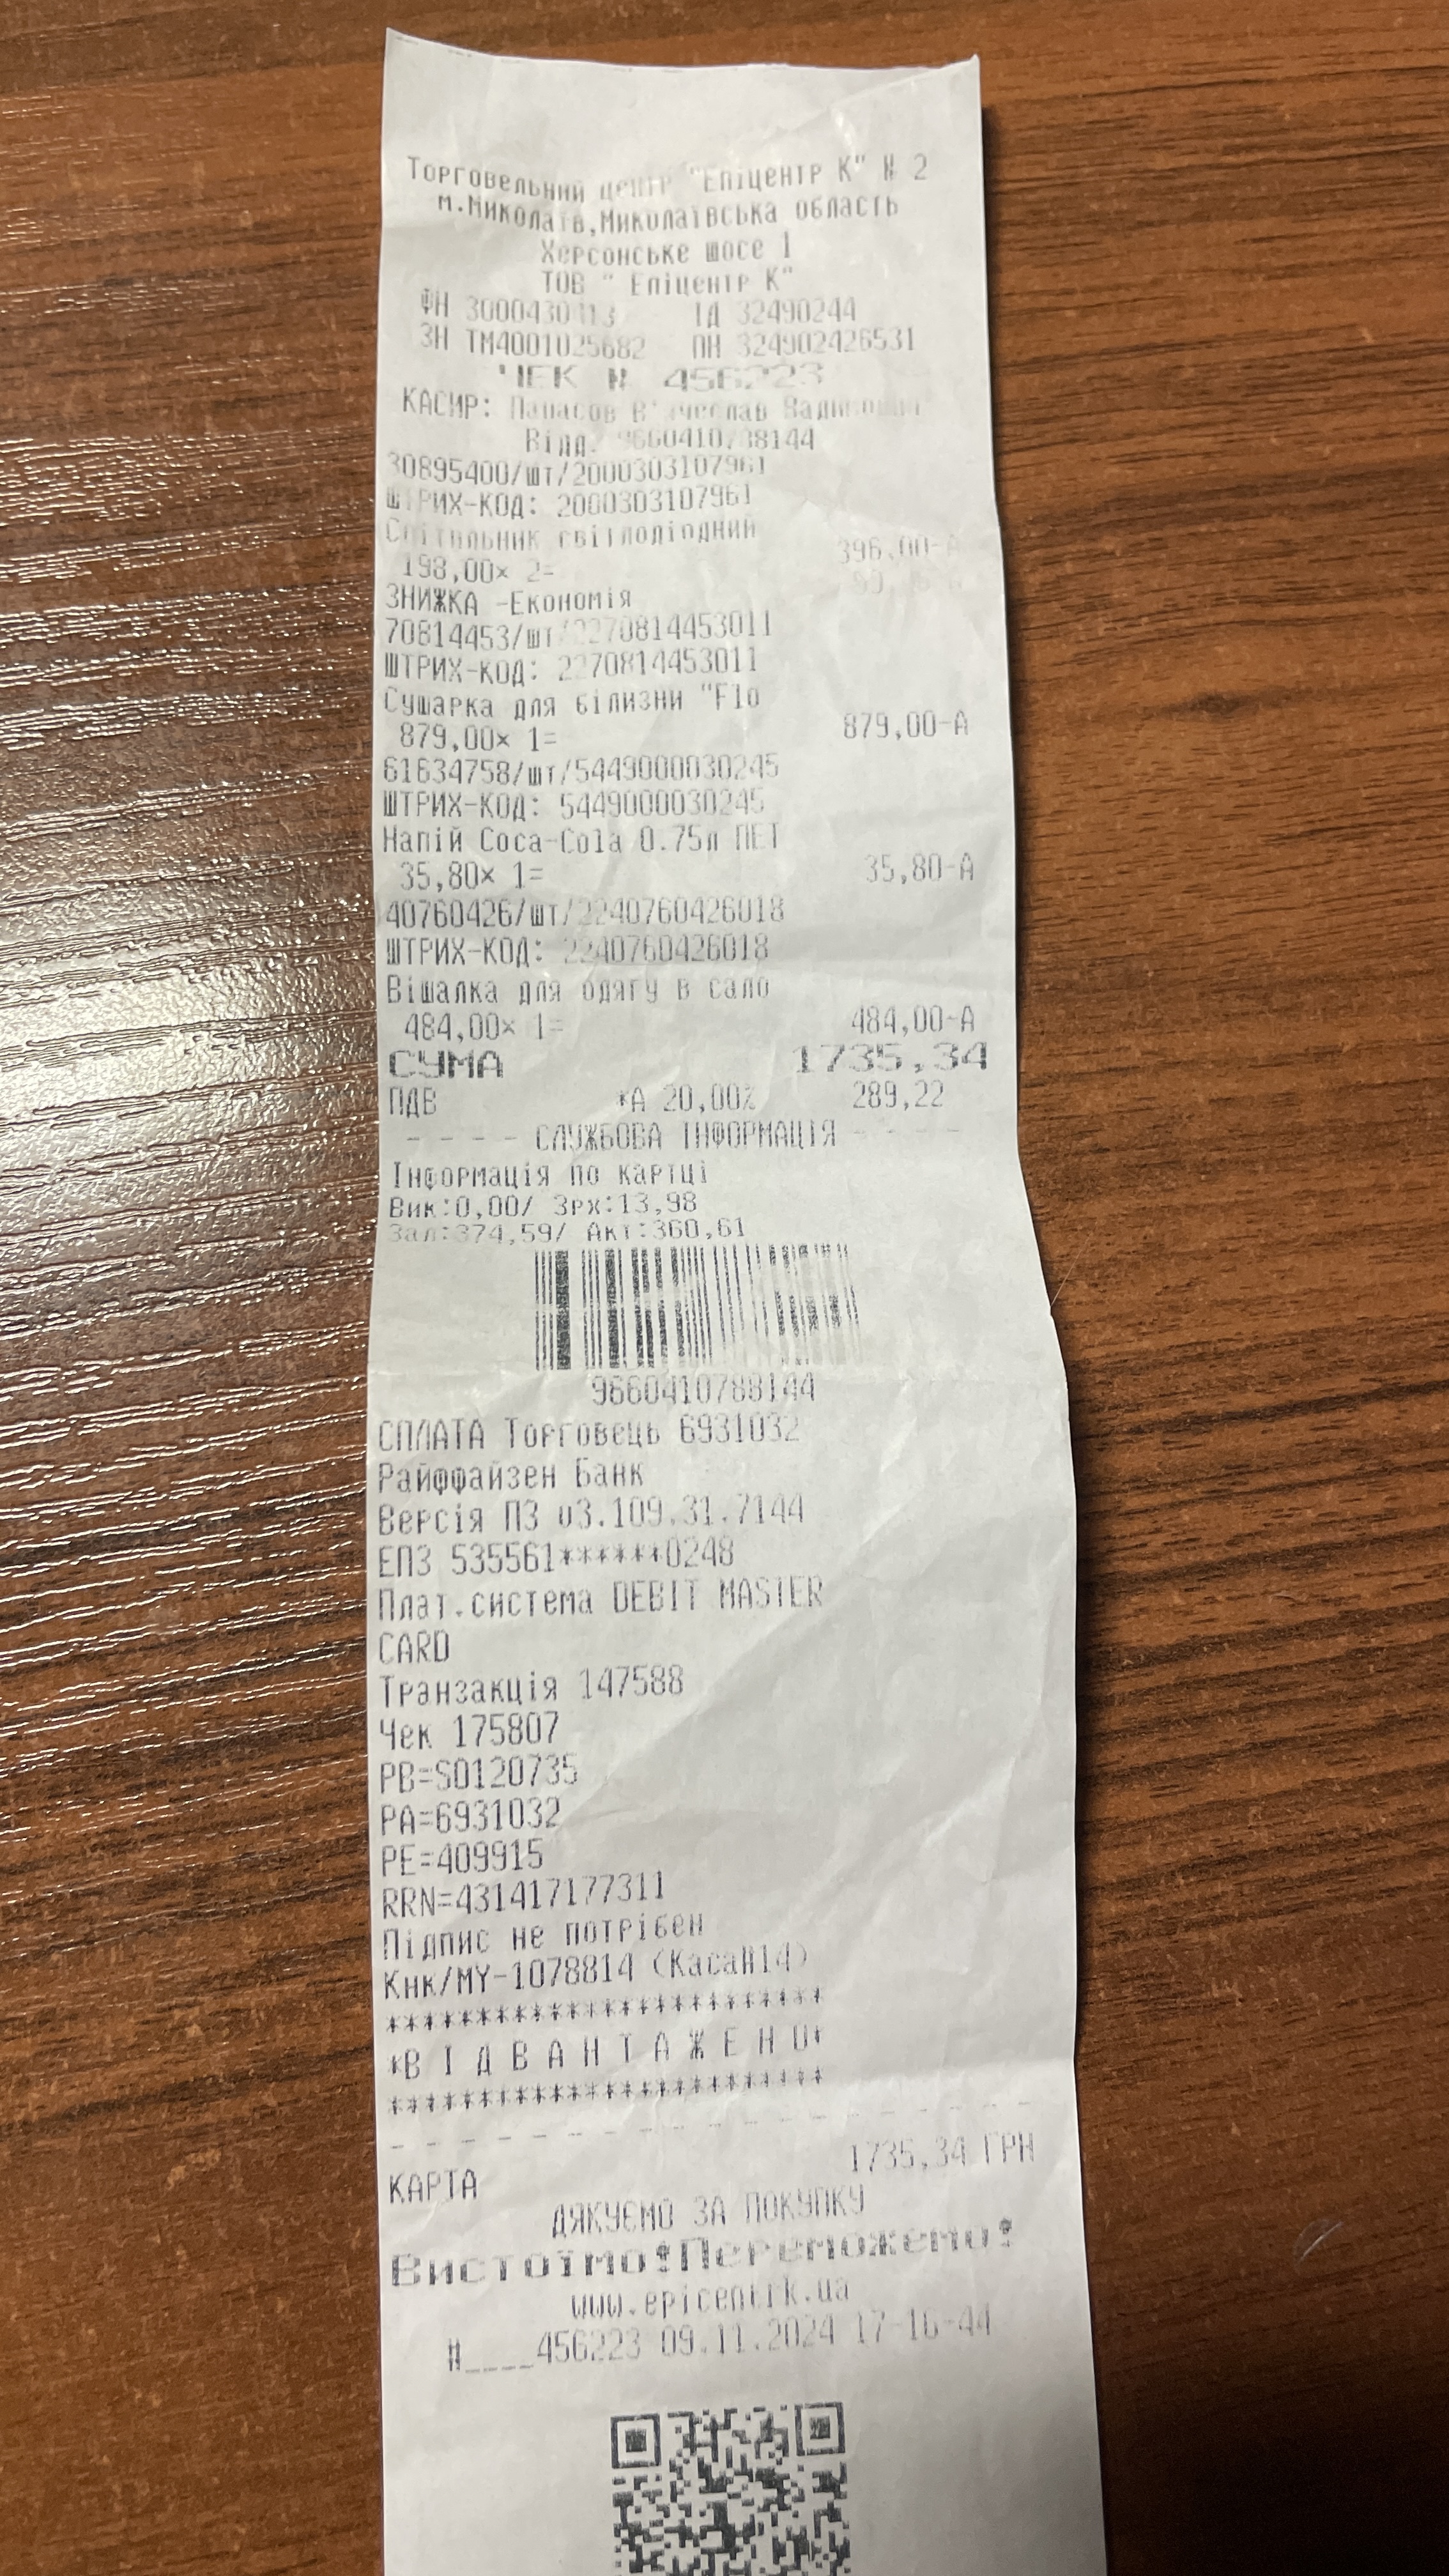 Торговельний центр "Епіцентр К" № 2
м.Миколаїв,Миколаївська область
Херсонське шосе 1
ТОВ " Епіцентр К"
ФН 3000430413 ІД 32490244
ЗН ТМ4001025682 ПН 324902426531
ЧЕК № 456223
КАСИР:
Відд.
30895400/шт/2000303107961
ШТРИХ-КОД: 2000303107961
Світильник світлодіодний
198,00× 2= 396,00-А
ЗНИЖКА -Економія
70814453/шт/2270814453011
ШТРИХ-КОД: 2270814453011
Сушарка для білизни "Flo
879,00× 1= 879,00-А
61634758/шт/5449000030245
ШТРИХ-КОД: 5449000030245
Напій Coca-Cola 0.75л ПЕТ
35,80× 1= 35,80-А
40760426/шт/2240760426018
ШТРИХ-КОД: 2240760426018
Вішалка для одягу в сало
484,00× 1= 484,00-А
СУМА 1735,34
ПДВ *А 20,00% 289,22
- - - - СЛУЖБОВА ІНФОРМАЦІЯ - - - -
Інформація по картці
Вик:0,00/ Зрх:13,98
Зал:374,59/ Акт:360,61
9660410788144
СПЛАТА Торговець 6931032
Райффайзен Банк
Версія ПЗ v3.109.31.7144
ЕПЗ 535561******0248
Плат.система DEBIT MASTER
CARD
Транзакція 147588
Чек 175807
PB=S0120735
PA=6931032
PE=409915
RRN=431417177311
Підпис не потрібен
Кнк/MY-1078814 (Каса№14)
*************************
*В І Д В А Н Т А Ж Е Н О*
*************************
- - - - - - - - - - - - - - - - - -
КАРТА 1735,34 ГРН
ДЯКУЄМО ЗА ПОКУПКУ
Вистоїмо!Переможемо!
www.epicentrk.ua
№____456223 09.11.2024 17-16-44